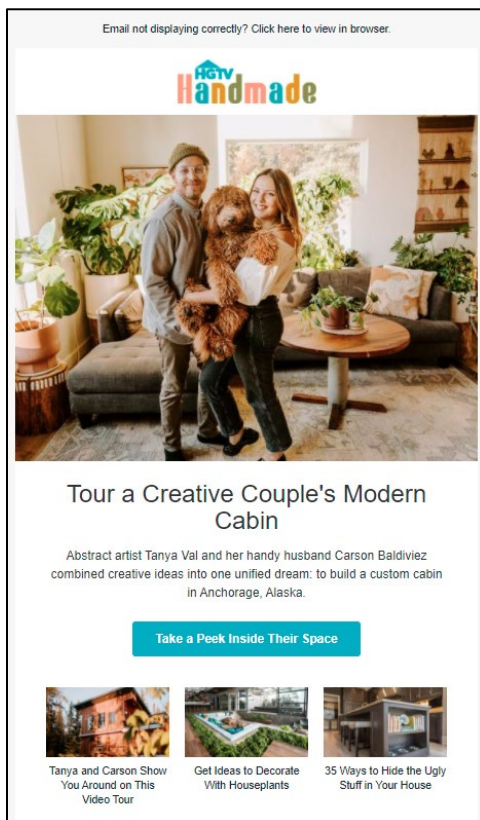 Email not displaying correctly? Click here to view in browser.
HGTV
Handmade
Tour a Creative Couple's Modern
Cabin
Abstract artist Tanya Val and her handy husband Carson Baldiviez
combined creative ideas into one unified dream: to build a custom cabin
in Anchorage, Alaska.
Take a Peek Inside Their Space
Tanya and Carson Show
You Around on This
Video Tour
Get Ideas to Decorate
With Houseplants
35 Ways to Hide the Ugly
Stuff in Your House